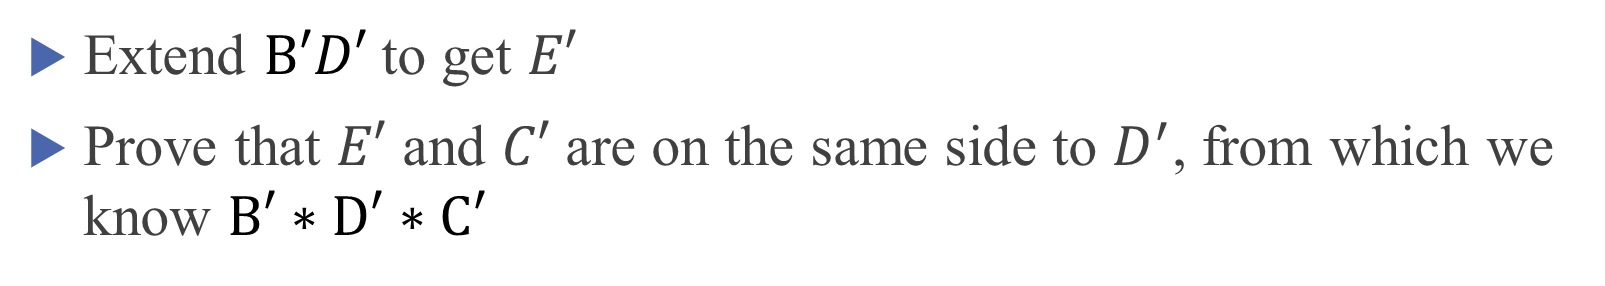 ▶ Extend B′D′ to get E′
▶ Prove that E′ and C′ are on the same side to D′, from which we
know B′ ∗ D′ ∗ C′